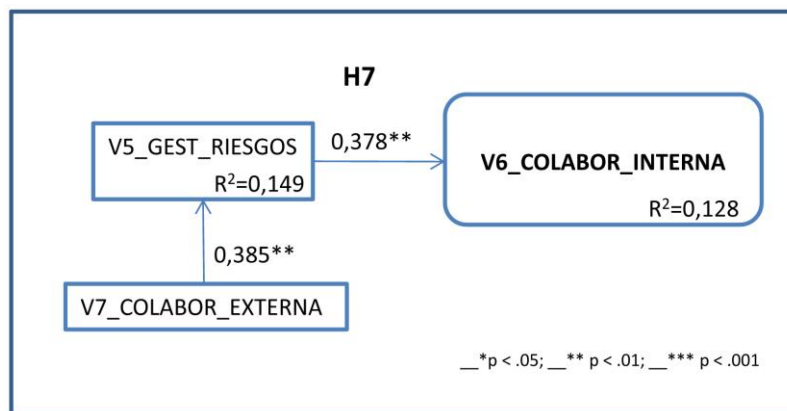 H7
V5_GEST_RIESGOS
R²=0,149
0,378**
V6_COLABOR_INTERNA
R²=0,128
0,385**
V7_COLABOR_EXTERNA
__*p < .05; __** p < .01; __*** p < .001